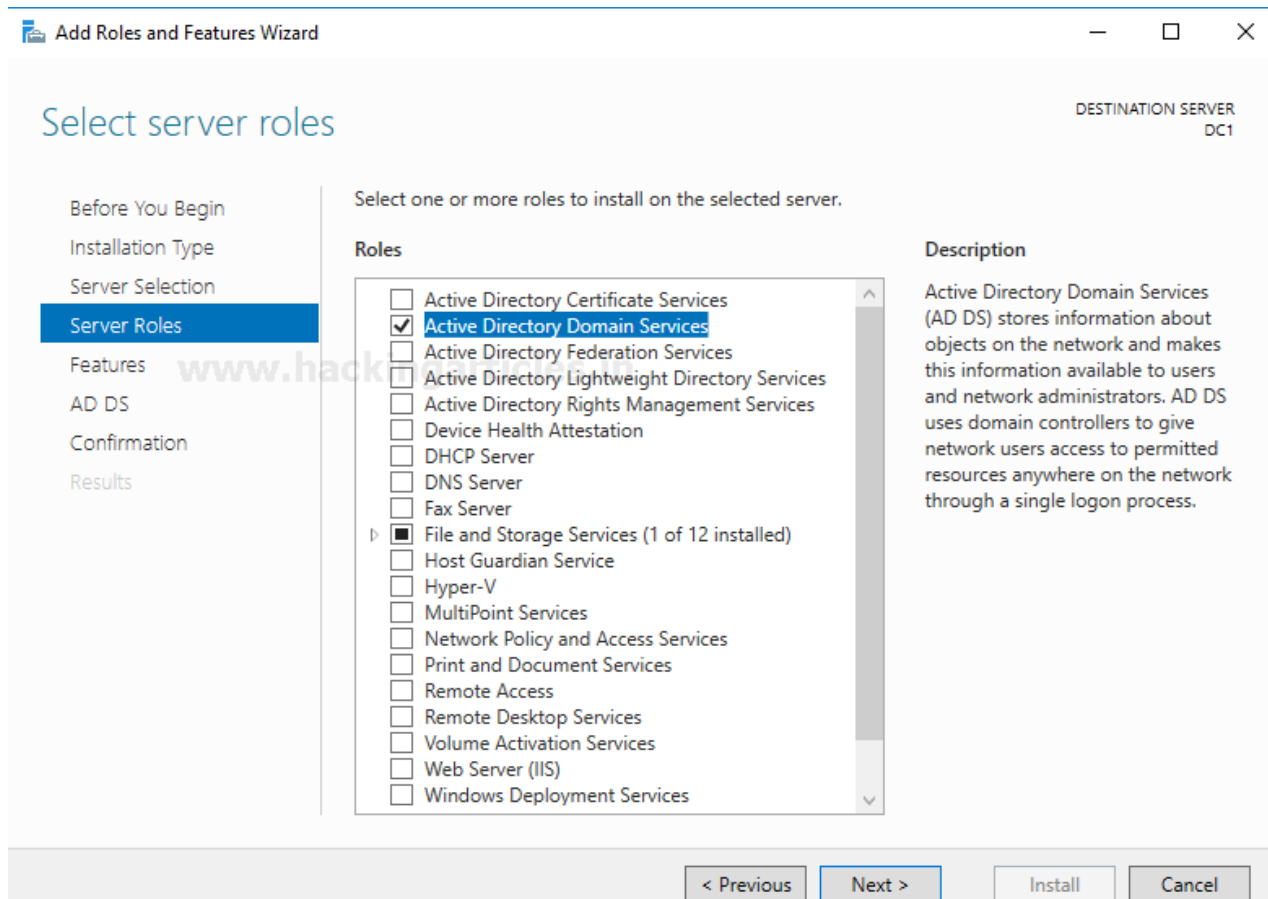 Add Roles and Features Wizard
Select server roles
DESTINATION SERVER
DC1
Before You Begin
Installation Type
Server Selection
Server Roles
Features
AD DS
Confirmation
Results
Select one or more roles to install on the selected server.
Roles
Active Directory Certificate Services
Active Directory Domain Services
Active Directory Federation Services
Active Directory Lightweight Directory Services
Active Directory Rights Management Services
Device Health Attestation
DHCP Server
DNS Server
Fax Server
File and Storage Services (1 of 12 installed)
Host Guardian Service
Hyper-V
MultiPoint Services
Network Policy and Access Services
Print and Document Services
Remote Access
Remote Desktop Services
Volume Activation Services
Web Server (IIS)
Windows Deployment Services
Description
Active Directory Domain Services
(AD DS) stores information about
objects on the network and makes
this information available to users
and network administrators. AD DS
uses domain controllers to give
network users access to permitted
resources anywhere on the network
through a single logon process.
www.hackingarticles.in
< Previous
Next >
Install
Cancel